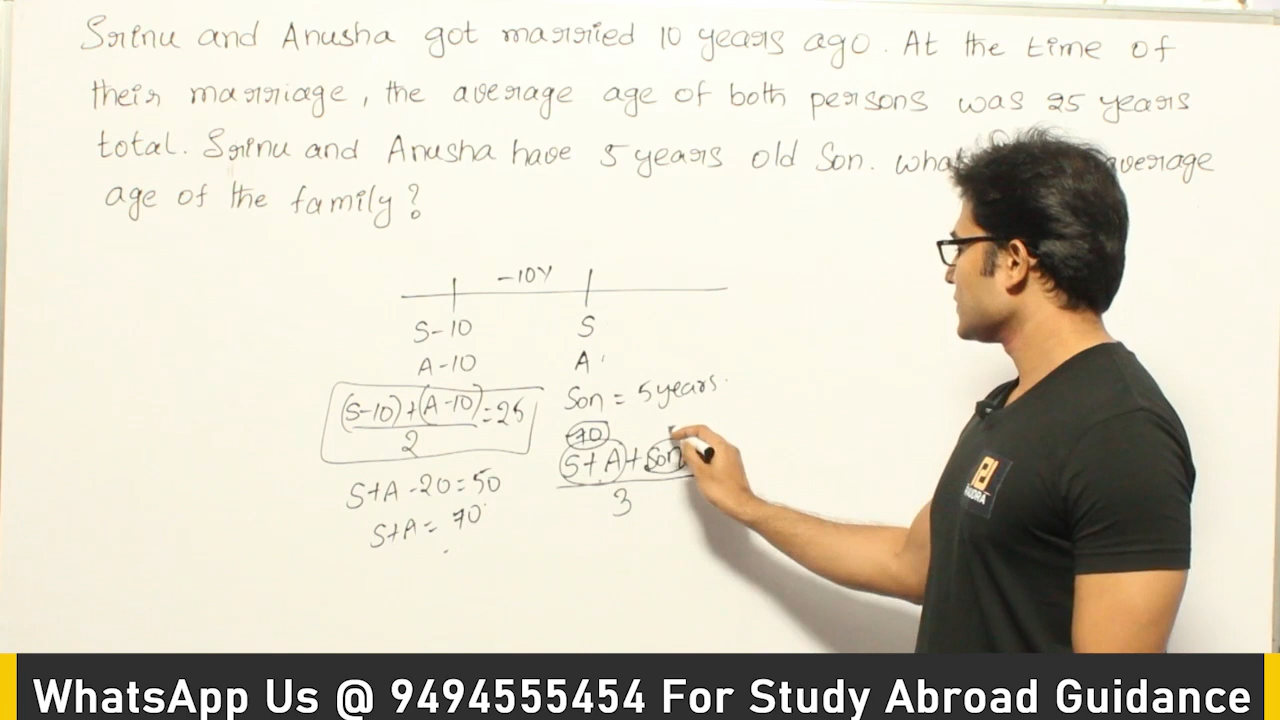 Srinu and Anusha got married 10 years ago. At the time of
their marriage, the average age of both persons was 25 years
total. Srinu and Anusha have 5 years old Son. average
age of the family?
-10Y
S-10 S
A-10 A
(S-10)+(A-10) = 25
2
Son = 5 years.
70
(S+A)+Son
3
S+A-20=50
S+A= 70
WhatsApp Us @ 9494555454 For Study Abroad Guidance